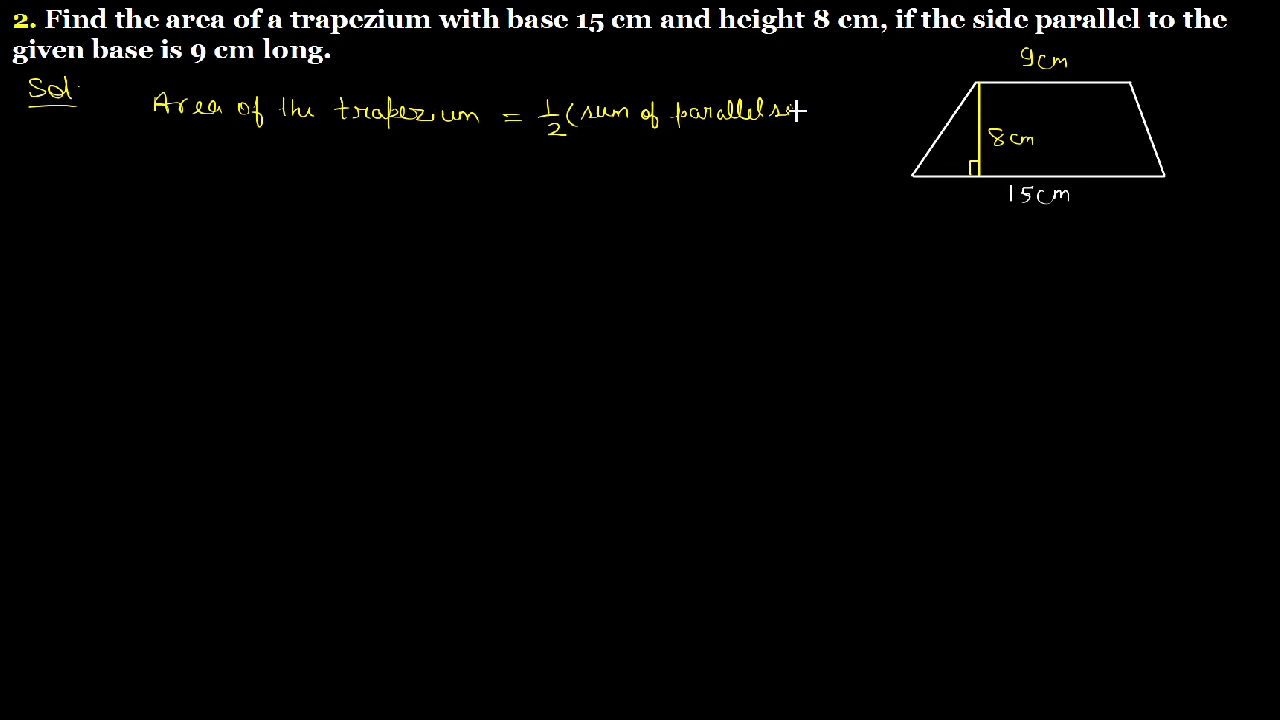 2. Find the area of a trapezium with base 15 cm and height 8 cm, if the side parallel to the
given base is 9 cm long.
9cm
Sol.
Area of the trapezium = 1/2 (sum of parallel
8cm
15cm